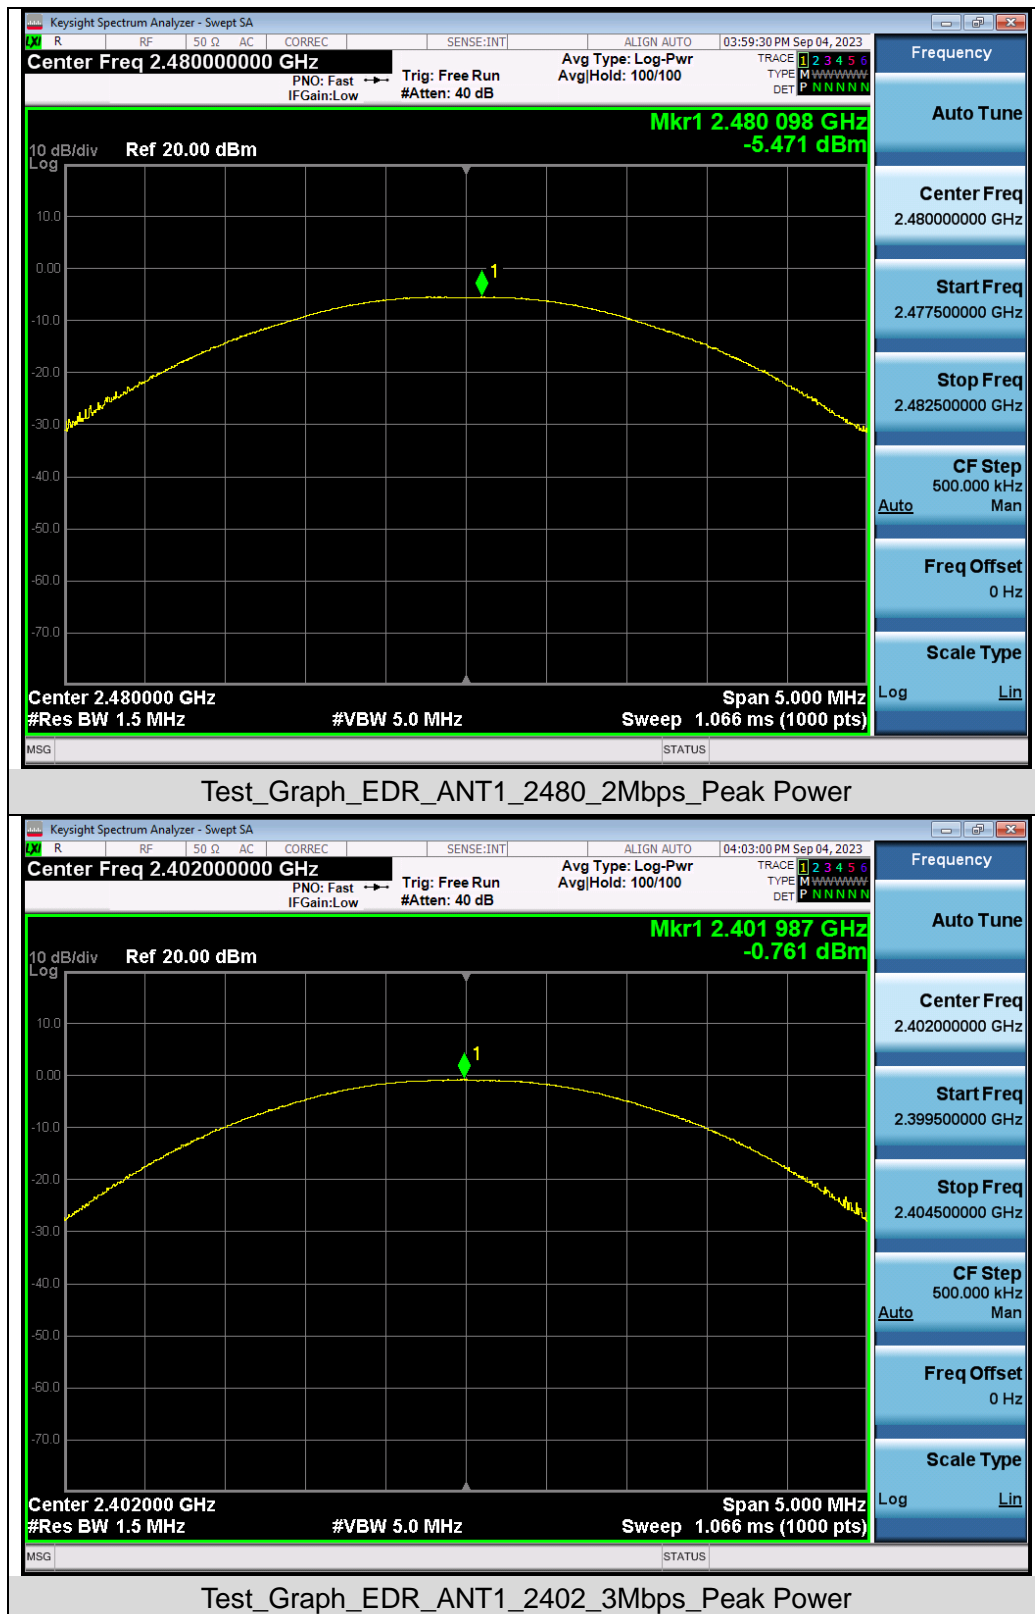 Keysight Spectrum Analyzer - Swept SA
LXI R RF 50 Ω AC CORREC SENSE:INT ALIGN AUTO 03:59:30 PM Sep 04, 2023
Center Freq 2.480000000 GHz
PNO: Fast
IFGain:Low
Trig: Free Run
#Atten: 40 dB
Avg Type: Log-Pwr
Avg|Hold: 100/100
TRACE 1 2 3 4 5 6
TYPE M WWWWW
DET P N N N N N
Mkr1 2.480 098 GHz
-5.471 dBm
10 dB/div
Log
Ref 20.00 dBm
10.0
0.00
1
-10.0
-20.0
-30.0
-40.0
-50.0
-60.0
-70.0
Center 2.480000 GHz
Span 5.000 MHz
#Res BW 1.5 MHz
#VBW 5.0 MHz
Sweep 1.066 ms (1000 pts)
MSG
STATUS
Frequency
Auto Tune
Center Freq
2.480000000 GHz
Start Freq
2.477500000 GHz
Stop Freq
2.482500000 GHz
CF Step
500.000 kHz
Auto Man
Freq Offset
0 Hz
Scale Type
Log Lin
Test_Graph_EDR_ANT1_2480_2Mbps_Peak Power
Keysight Spectrum Analyzer - Swept SA
LXI R RF 50 Ω AC CORREC SENSE:INT ALIGN AUTO 04:03:00 PM Sep 04, 2023
Center Freq 2.402000000 GHz
PNO: Fast
IFGain:Low
Trig: Free Run
#Atten: 40 dB
Avg Type: Log-Pwr
Avg|Hold: 100/100
TRACE 1 2 3 4 5 6
TYPE M WWWWW
DET P N N N N N
Mkr1 2.401 987 GHz
-0.761 dBm
10 dB/div
Log
Ref 20.00 dBm
10.0
1
0.00
-10.0
-20.0
-30.0
-40.0
-50.0
-60.0
-70.0
Center 2.402000 GHz
Span 5.000 MHz
#Res BW 1.5 MHz
#VBW 5.0 MHz
Sweep 1.066 ms (1000 pts)
MSG
STATUS
Frequency
Auto Tune
Center Freq
2.402000000 GHz
Start Freq
2.399500000 GHz
Stop Freq
2.404500000 GHz
CF Step
500.000 kHz
Auto Man
Freq Offset
0 Hz
Scale Type
Log Lin
Test_Graph_EDR_ANT1_2402_3Mbps_Peak Power